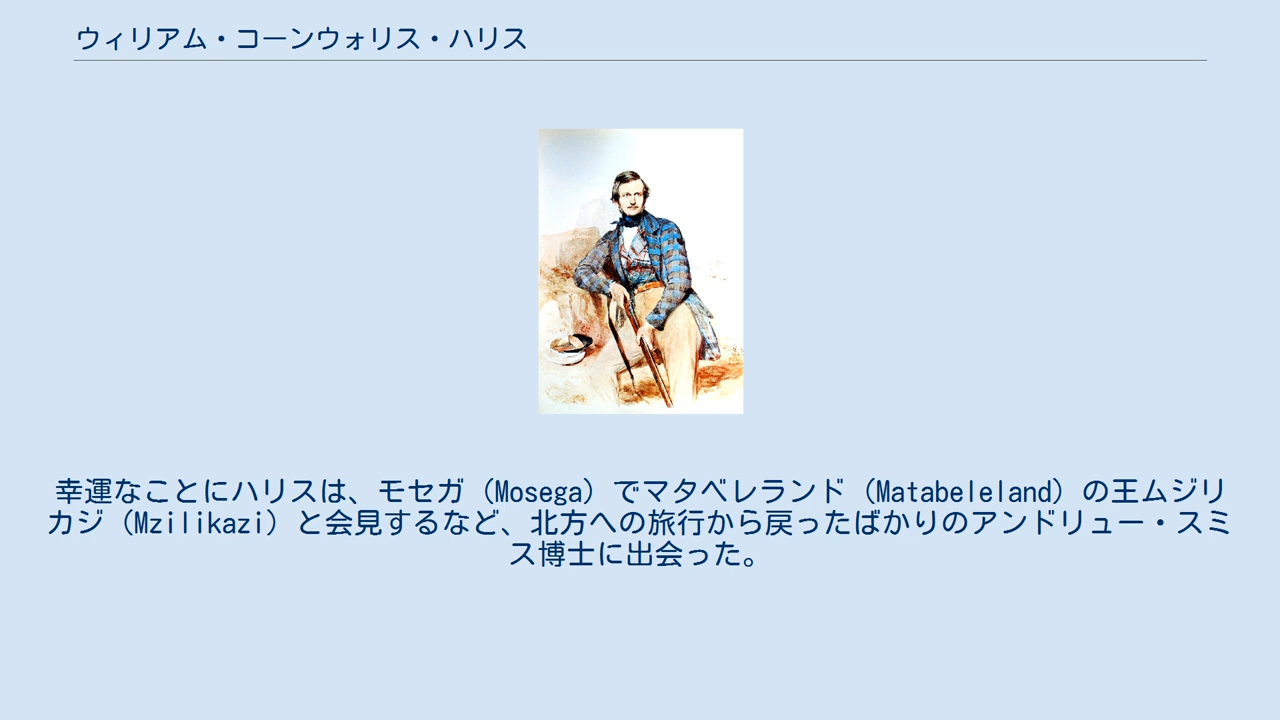 ウィリアム・コーンウォリス・ハリス
幸運なことにハリスは、モセガ（Mosega）でマタベレランド（Matabeleland）の王ムジリ
カジ（Mzilikazi）と会見するなど、北方への旅行から戻ったばかりのアンドリュー・スミ
ス博士に出会った。